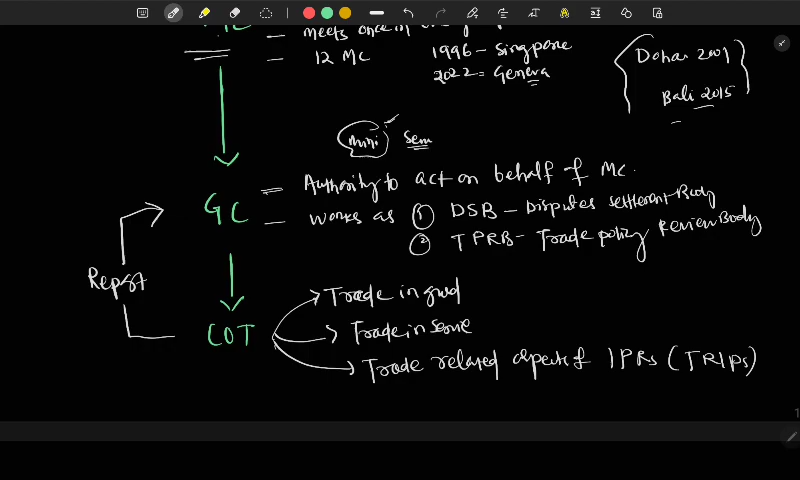 — meets once in
— 12 MC
1996 - Singapore
2022 = Geneva
Doha 2001
Bali 2015
mini
Sem
GC
= Authority to act on behalf of MC.
— Works as ① DSB - Disputes settlement Body
② TPRB - Trade policy Review Body
Report
Trade in good
COT
Trade in servie
Trade related aspects of IPRs (TRIPs)
1